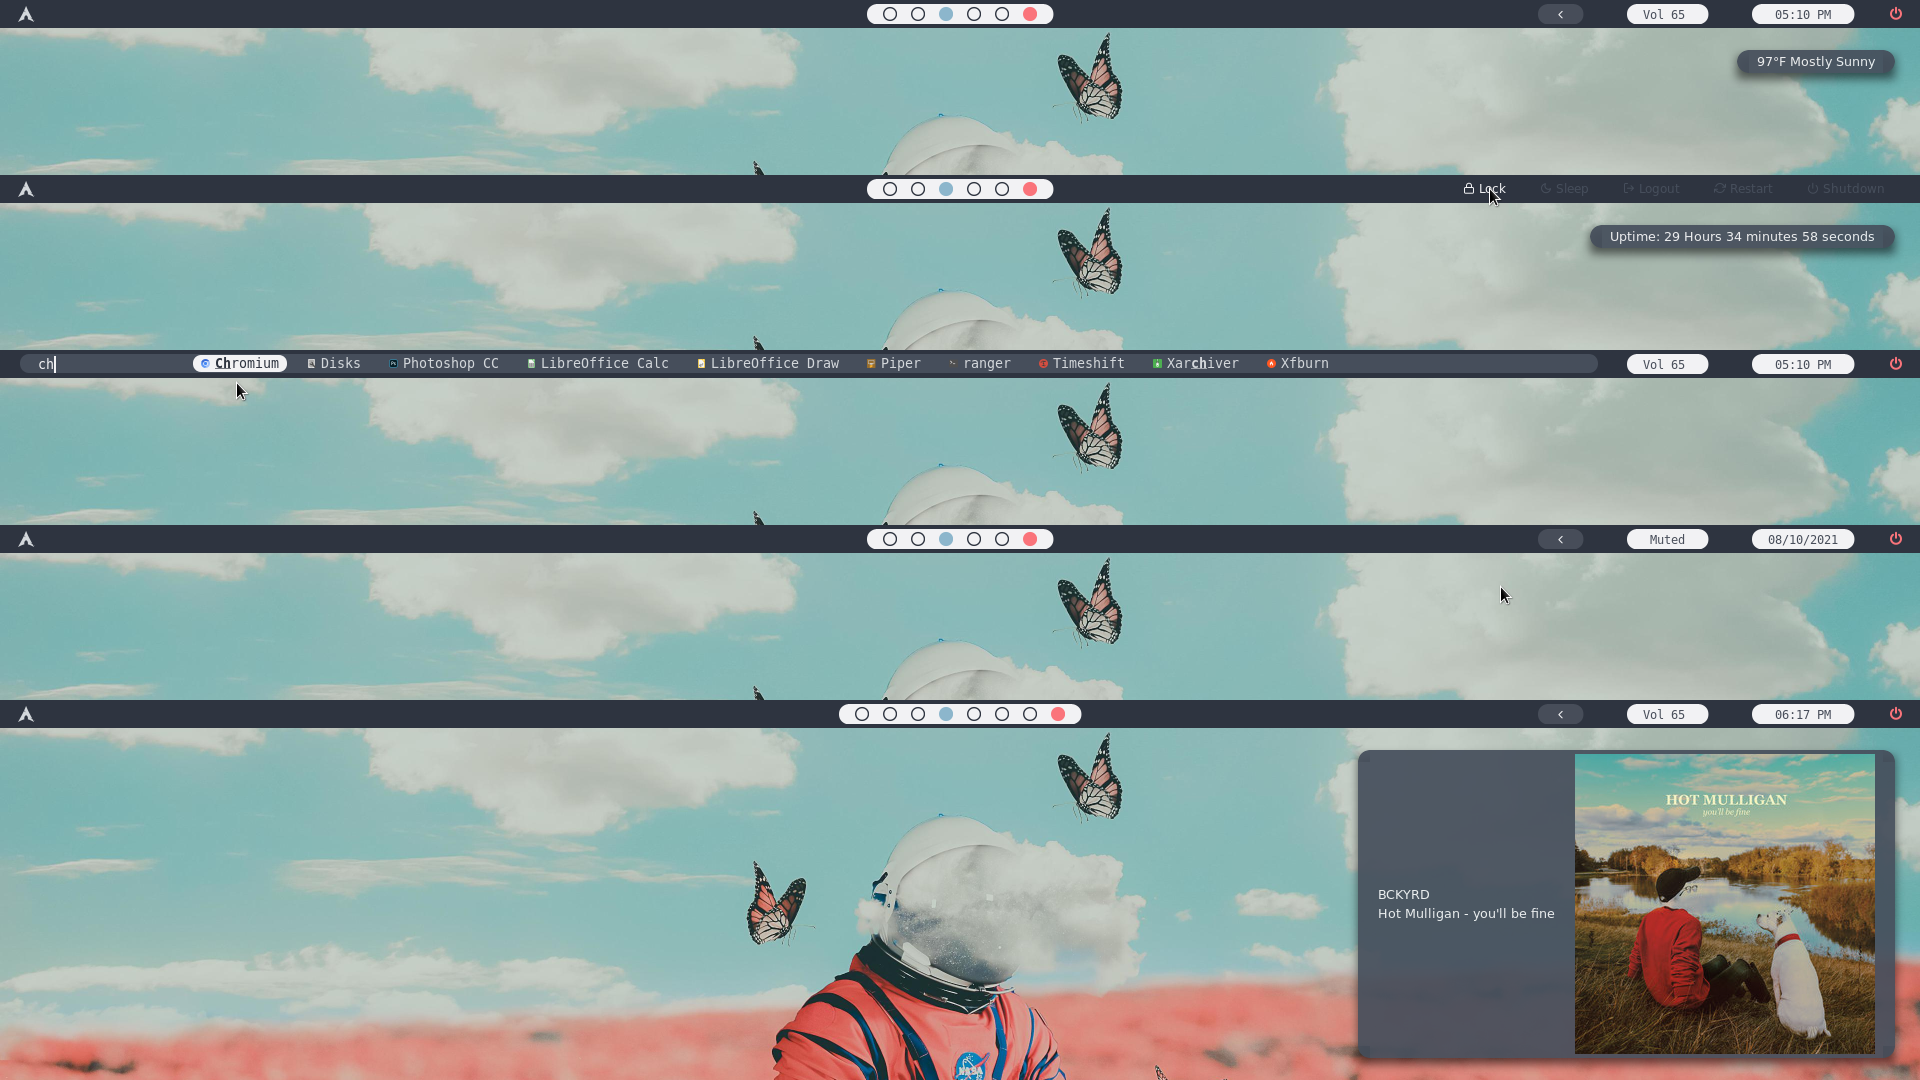 Vol 65 05:10 PM
97°F Mostly Sunny
Lock Sleep Logout Restart Shutdown
Uptime: 29 Hours 34 minutes 58 seconds
ch Chromium Disks Photoshop CC LibreOffice Calc LibreOffice Draw Piper ranger Timeshift Xarchiver Xfburn Vol 65 05:10 PM
Muted 08/10/2021
Vol 65 06:17 PM
HOT MULLIGAN
you'll be fine
BCKYRD
Hot Mulligan - you'll be fine
NASA